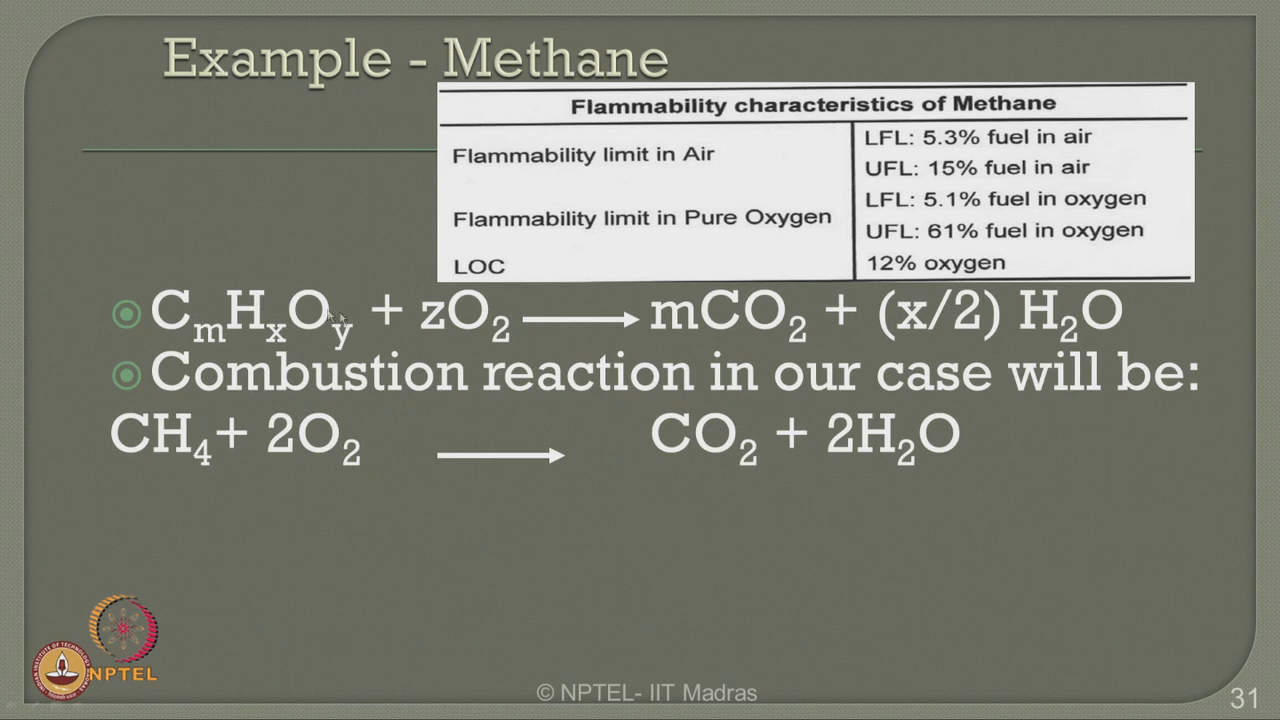 Example - Methane
Flammability characteristics of Methane
Flammability limit in Air
LFL: 5.3% fuel in air
UFL: 15% fuel in air
Flammability limit in Pure Oxygen
LFL: 5.1% fuel in oxygen
UFL: 61% fuel in oxygen
LOC
12% oxygen
CmHxOy + zO2 → mCO2 + (x/2) H2O
Combustion reaction in our case will be:
CH4+ 2O2 → CO2 + 2H2O
NPTEL
© NPTEL- IIT Madras
31